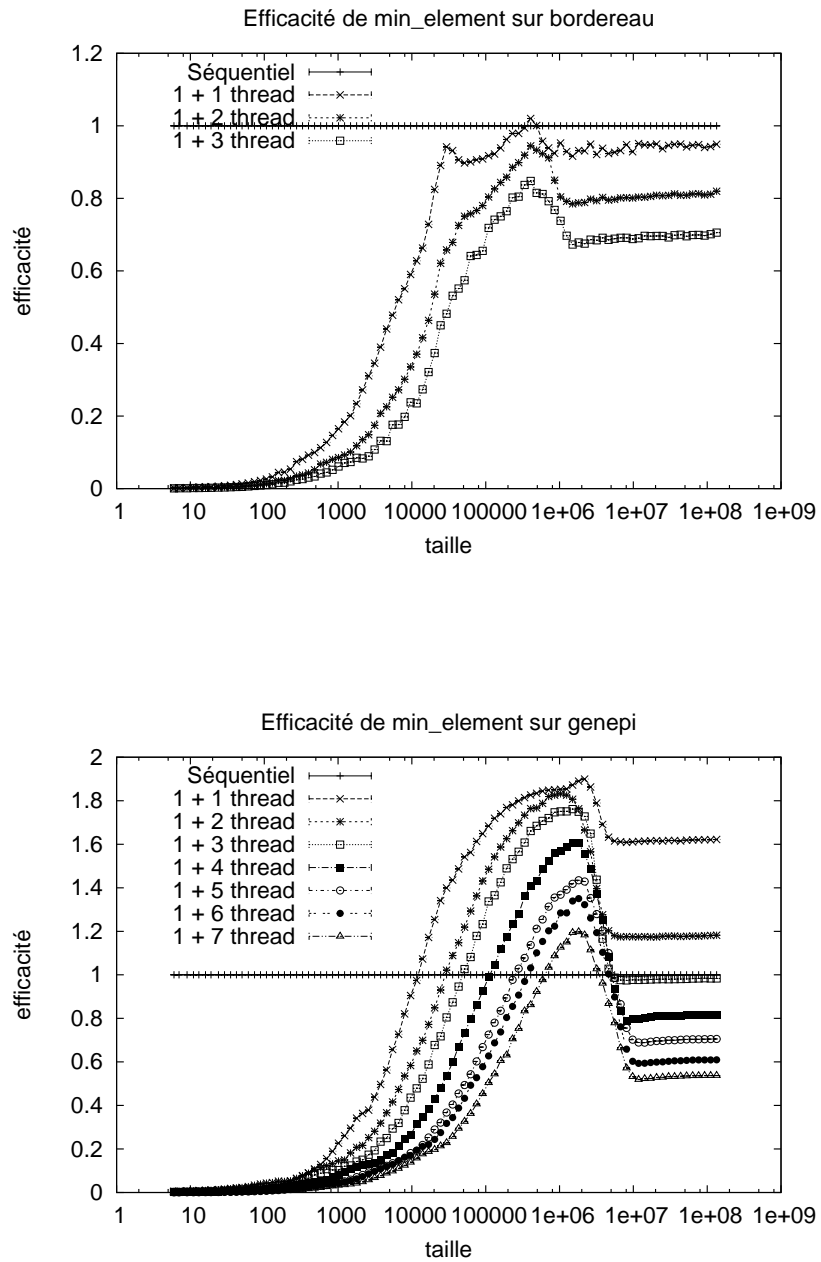 Efficacité de min_element sur bordereau
1.2
1
0.8
0.6
0.4
0.2
0
efficacité
Séquentiel
1 + 1 thread
1 + 2 thread
1 + 3 thread
1 10 100 1000 10000 100000 1e+06 1e+07 1e+08 1e+09
taille
Efficacité de min_element sur genepi
2
1.8
1.6
1.4
1.2
1
0.8
0.6
0.4
0.2
0
efficacité
Séquentiel
1 + 1 thread
1 + 2 thread
1 + 3 thread
1 + 4 thread
1 + 5 thread
1 + 6 thread
1 + 7 thread
1 10 100 1000 10000 100000 1e+06 1e+07 1e+08 1e+09
taille